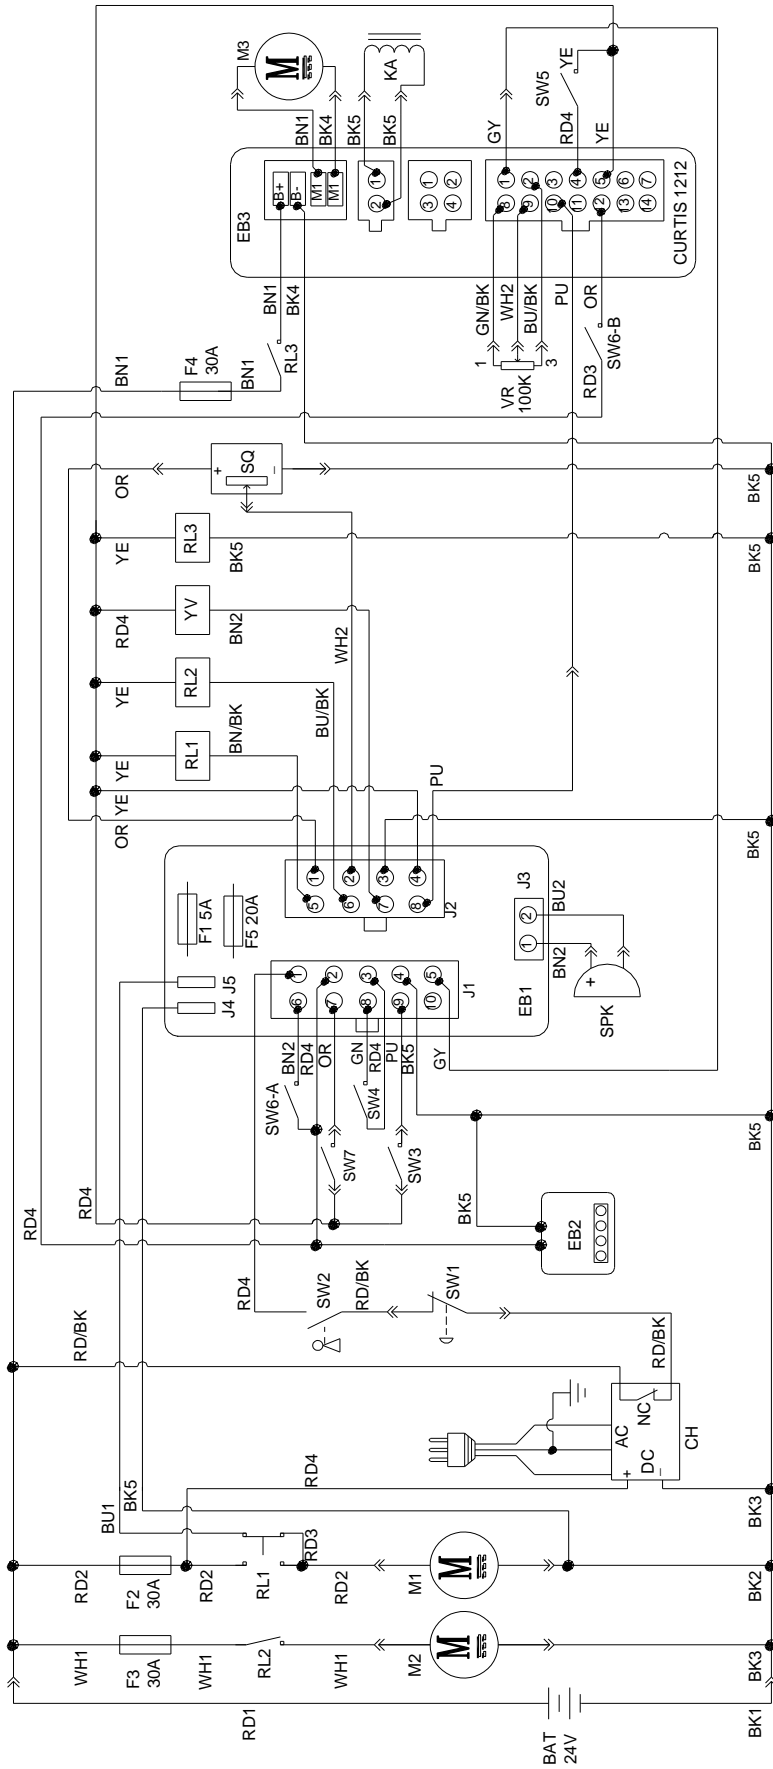 M3
M
BN1
BK4
BK5
BK5
KA
GY
SW5
YE
RD4
YE
EB3
B+
B-
M1
M1
1
2
1
2
3
4
1
2
3
4
5
6
7
8
9
10
11
12
13
14
CURTIS 1212
BN1
BK4
GN/BK
WH2
BU/BK
PU
OR
BN1
F4
30A
BN1
RL3
1
VR
100K
3
RD3
SW6-B
OR
+
SQ
–
BK5
YE
RL3
BK5
BK5
RD4
YV
BN2
WH2
YE
RL2
BU/BK
YE
RL1
BN/BK
OR
YE
PU
BK5
F1 5A
F5 20A
1
2
3
4
5
6
7
8
J2
J3
J4
J5
1
2
3
4
5
6
7
8
9
10
J1
EB1
1
2
BN2
BU2
+
SPK
BN2
RD4
OR
GN
RD4
PU
BK5
GY
SW6-A
SW7
SW4
SW3
BK5
RD4
RD4
BK5
EB2
RD4
SW2
RD/BK
SW1
RD/BK
RD/BK
AC
NC
+
DC
–
CH
BU1
BK5
RD4
BK3
RD2
F2
30A
RD2
RL1
RD3
RD2
M1
M
BK2
WH1
F3
30A
WH1
RL2
WH1
M2
M
BK3
RD1
BAT
24V
BK1